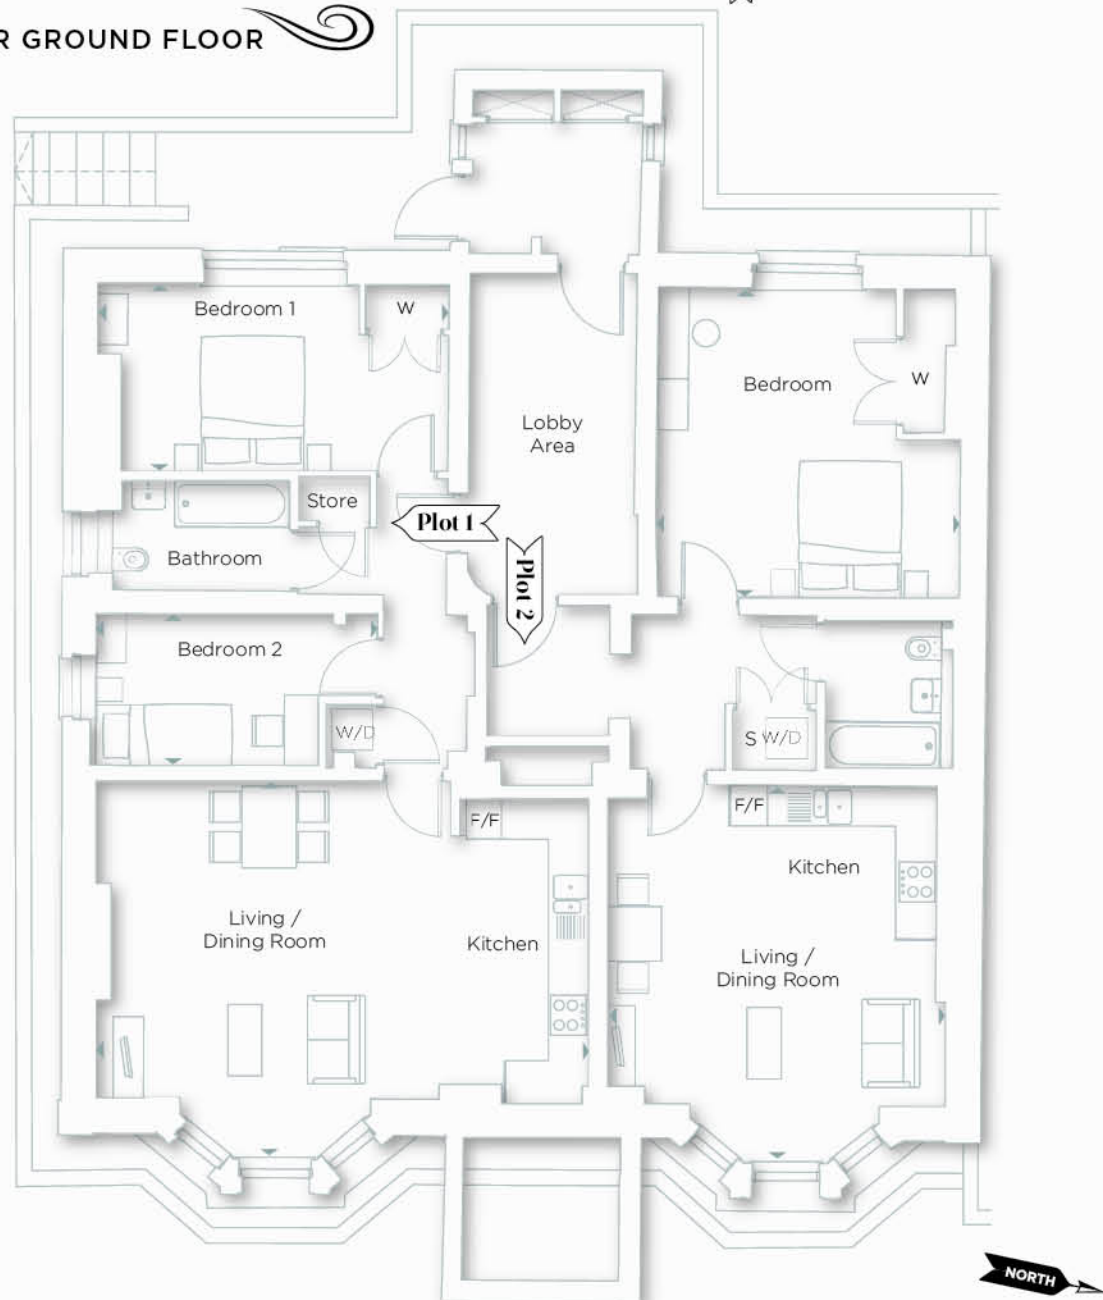 R GROUND FLOOR
Bedroom 1
W
Bedroom
W
Lobby
Area
Store
Plot 1
Bathroom
Plot 2
Bedroom 2
W/D
S W/D
F/F
F/F
Kitchen
Living /
Dining Room
Kitchen
Living /
Dining Room
NORTH